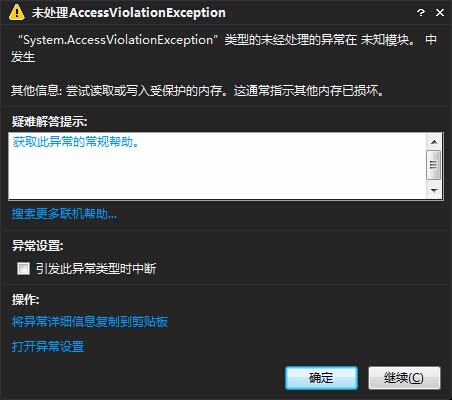 未处理AccessViolationException
“System.AccessViolationException”类型的未经处理的异常在 未知模块。 中
发生
其他信息: 尝试读取或写入受保护的内存。这通常指示其他内存已损坏。
疑难解答提示:
获取此异常的常规帮助。
搜索更多联机帮助...
异常设置:
引发此异常类型时中断
操作:
将异常详细信息复制到剪贴板
打开异常设置
确定 继续(C)